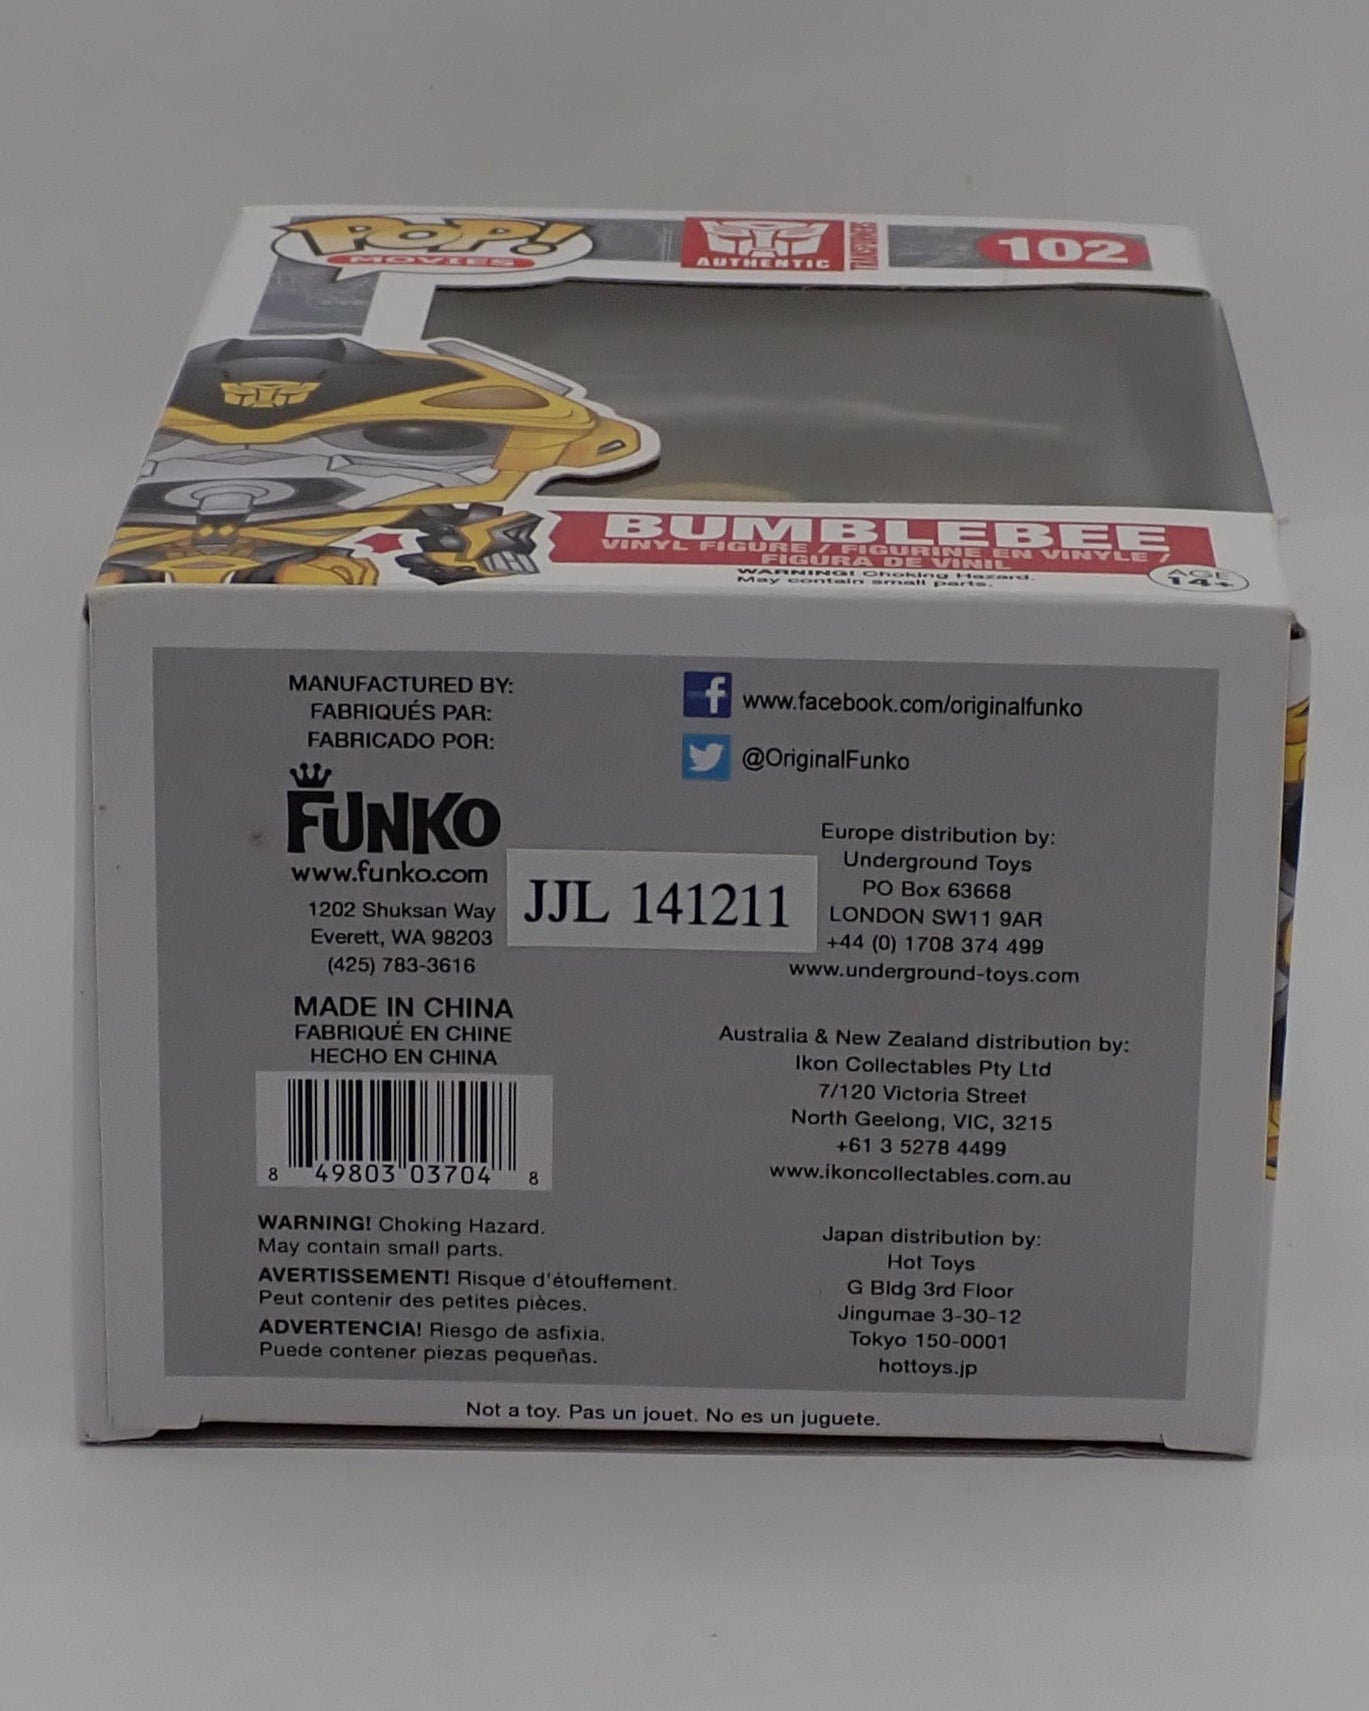 POP!
MOVIES
AUTHENTIC
TRANSFORMERS
102
BUMBLEBEE
VINYL FIGURE / FIGURINE EN VINYLE /
FIGURA DE VINIL
WARNING! Choking Hazard.
May contain small parts.
AGE
14+
MANUFACTURED BY:
FABRIQUÉS PAR:
FABRICADO POR:
FUNKO
www.funko.com
1202 Shuksan Way
Everett, WA 98203
(425) 783-3616
MADE IN CHINA
FABRIQUÉ EN CHINE
HECHO EN CHINA
8 49803 03704 8
WARNING! Choking Hazard.
May contain small parts.
AVERTISSEMENT! Risque d'étouffement.
Peut contenir des petites pièces.
ADVERTENCIA! Riesgo de asfixia.
Puede contener piezas pequeñas.
JJL 141211
f www.facebook.com/originalfunko
@OriginalFunko
Europe distribution by:
Underground Toys
PO Box 63668
LONDON SW11 9AR
+44 (0) 1708 374 499
www.underground-toys.com
Australia & New Zealand distribution by:
Ikon Collectables Pty Ltd
7/120 Victoria Street
North Geelong, VIC, 3215
+61 3 5278 4499
www.ikoncollectables.com.au
Japan distribution by:
Hot Toys
G Bldg 3rd Floor
Jingumae 3-30-12
Tokyo 150-0001
hottoys.jp
Not a toy. Pas un jouet. No es un juguete.